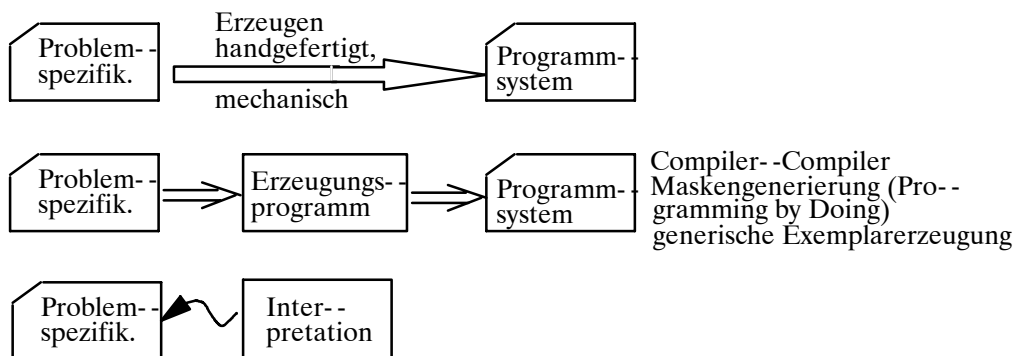 Problem- -
spezifik.
Erzeugen
handgefertigt,
mechanisch
Programm- -
system
Problem- -
spezifik.
Erzeugungs- -
programm
Programm- -
system
Compiler- -Compiler
Maskengenerierung (Pro- -
gramming by Doing)
generische Exemplarerzeugung
Problem- -
spezifik.
Inter- -
pretation